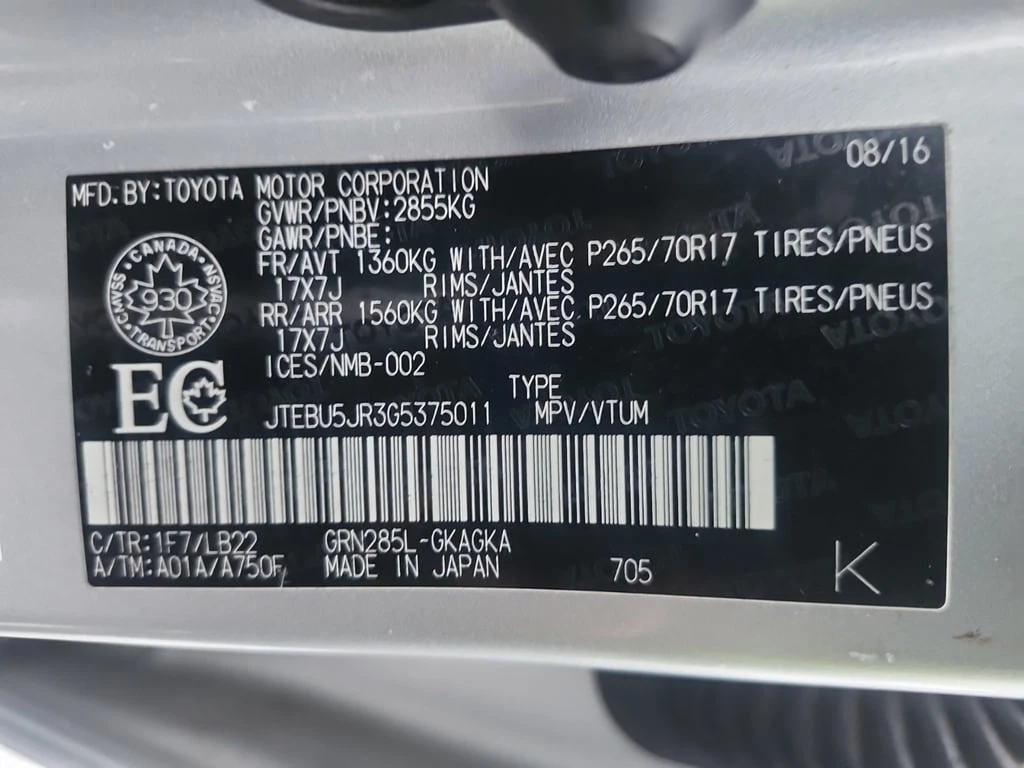 08/16
MFD. BY:TOYOTA MOTOR CORPORATION
GVWR/PNBV:2855KG
GAWR/PNBE:
FR/AVT 1360KG WITH/AVEC P265/70R17 TIRES/PNEUS
17X7J RIMS/JANTES
RR/ARR 1560KG WITH/AVEC P265/70R17 TIRES/PNEUS
17X7J RIMS/JANTES
CANADA · NSVAC · TRANSPORT · CMVSS
930
ICES/NMB-002
EC
TYPE
JTEBU5JR3G5375011 MPV/VTUM
C/TR:1F7/LB22 GRN285L-GKAGKA
A/TM:A01A/A750F MADE IN JAPAN 705
K
TOYOTA